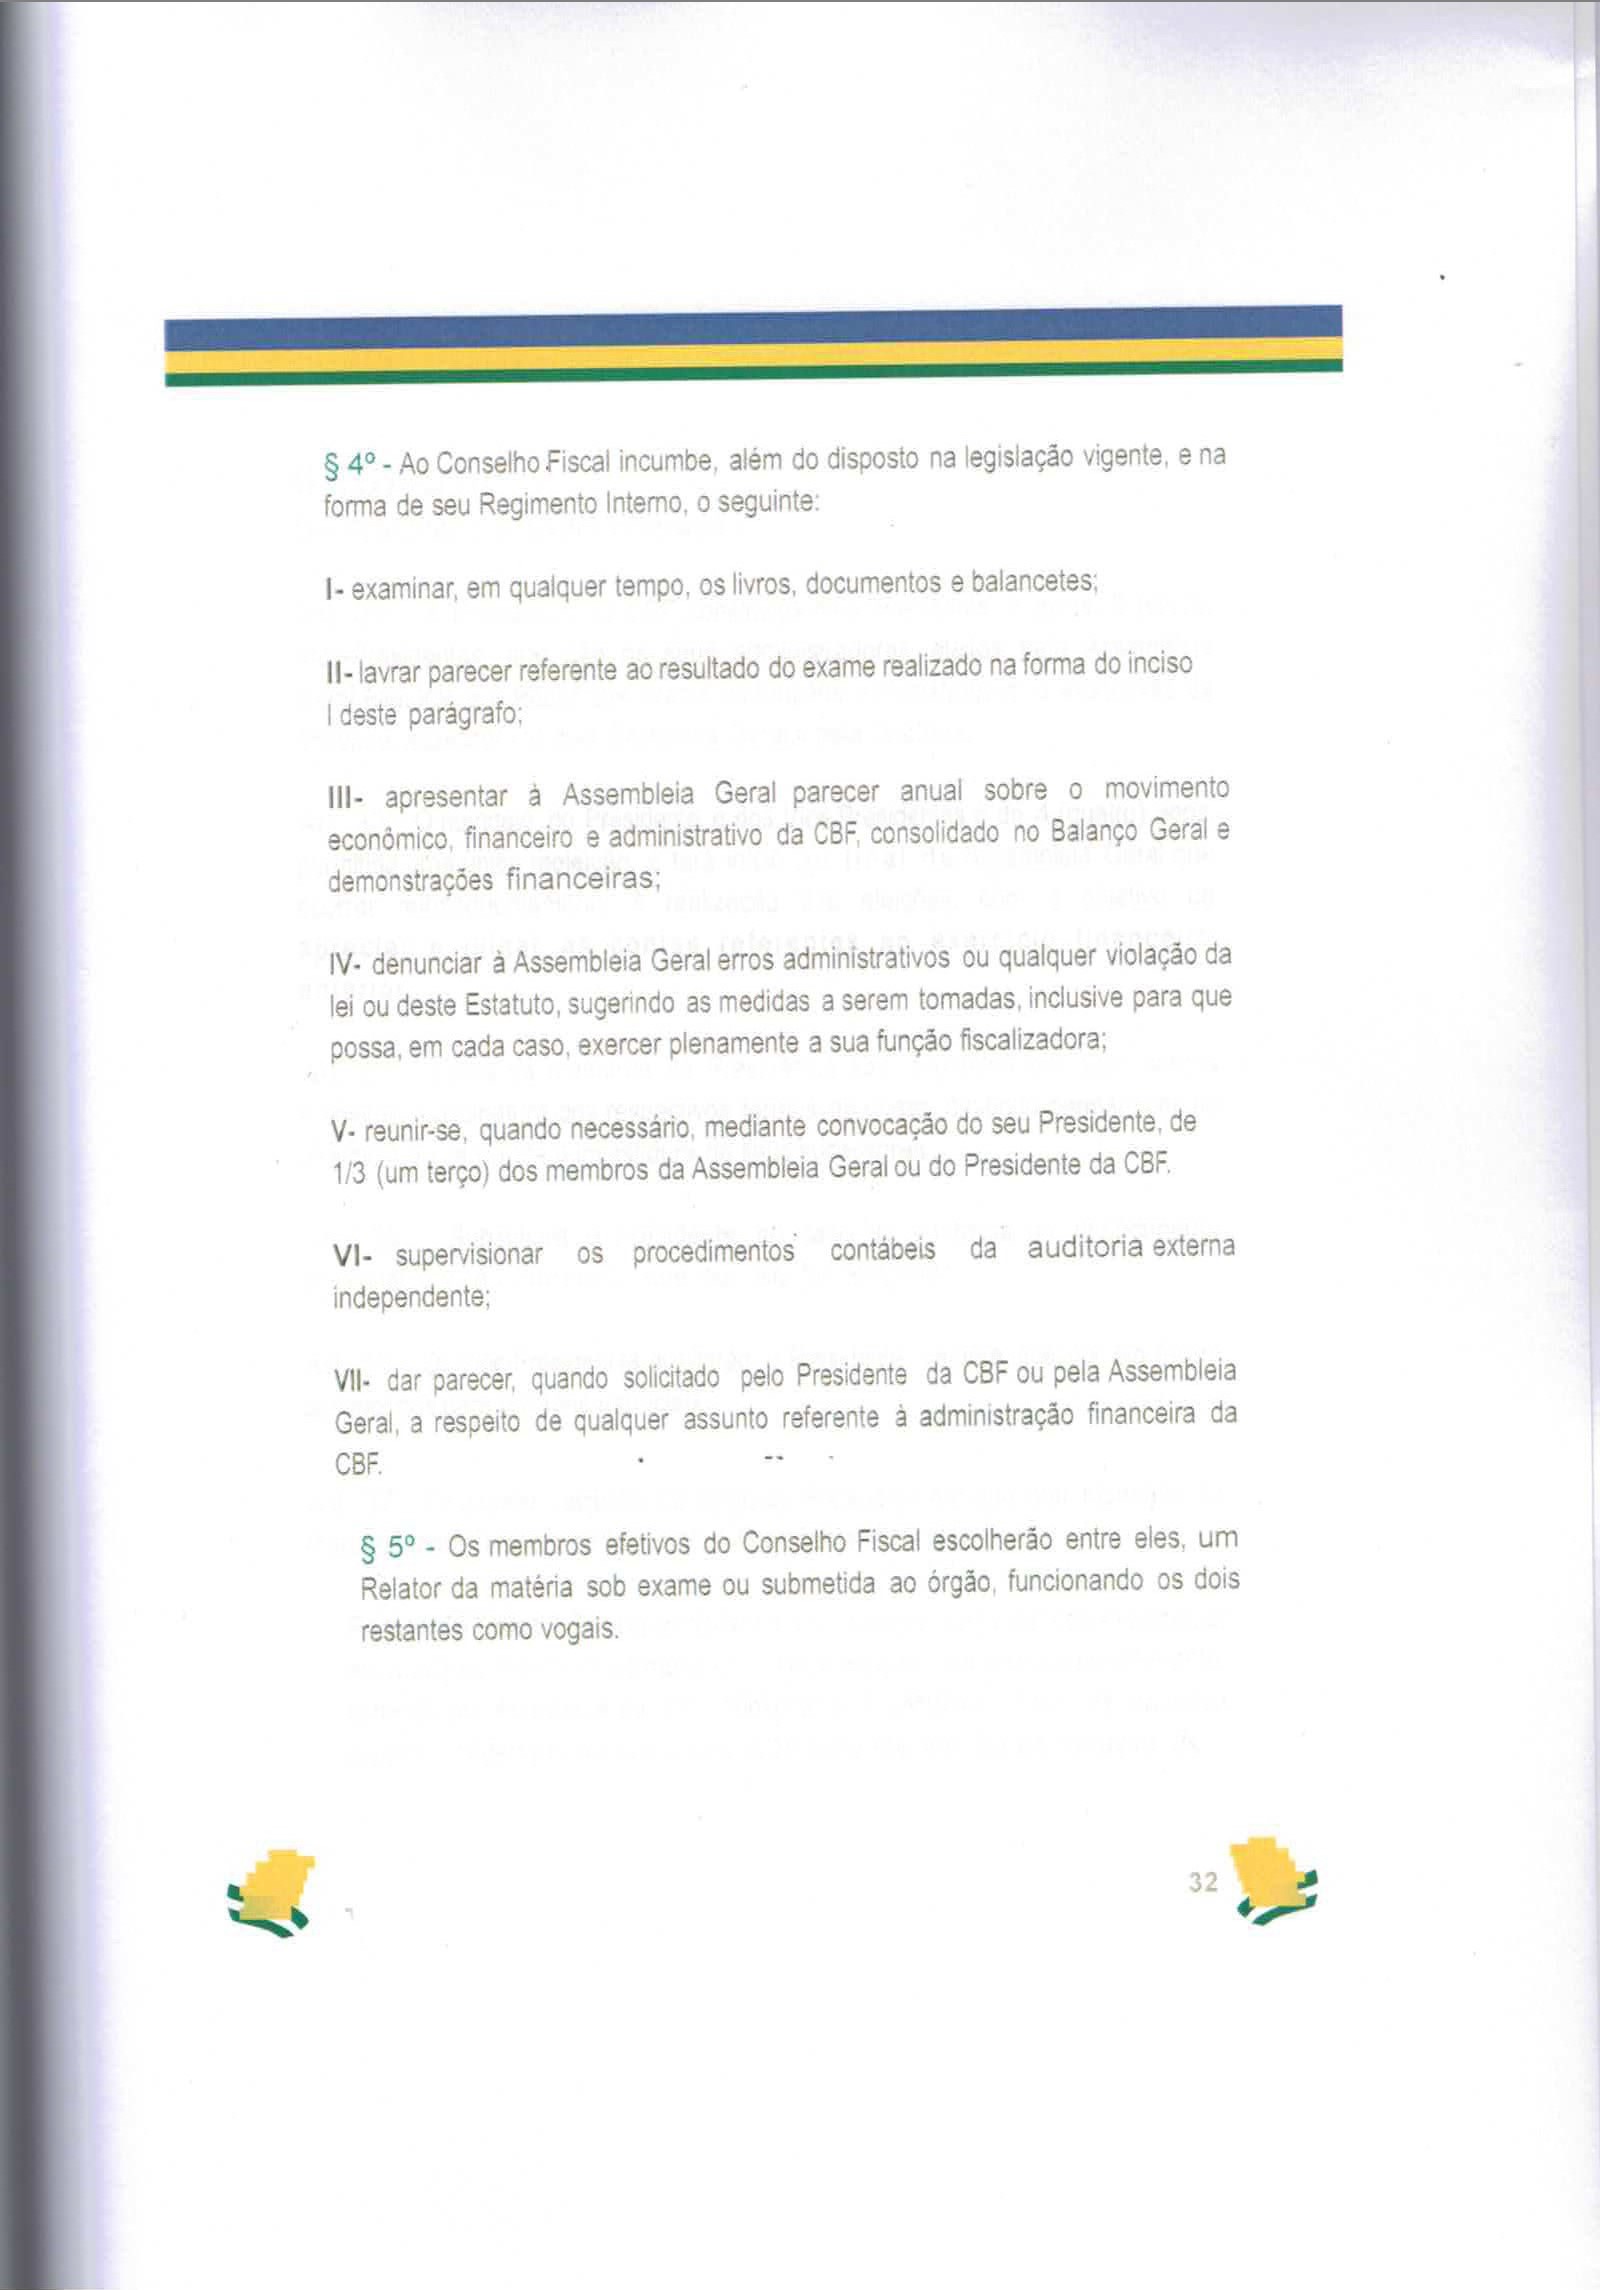 § 4º - Ao Conselho Fiscal incumbe, além do disposto na legislação vigente, e na
forma de seu Regimento Interno, o seguinte:
I- examinar, em qualquer tempo, os livros, documentos e balancetes;
II- lavrar parecer referente ao resultado do exame realizado na forma do inciso
I deste parágrafo;
III- apresentar à Assembleia Geral parecer anual sobre o movimento
econômico, financeiro e administrativo da CBF, consolidado no Balanço Geral e
demonstrações financeiras;
IV- denunciar à Assembleia Geral erros administrativos ou qualquer violação da
lei ou deste Estatuto, sugerindo as medidas a serem tomadas, inclusive para que
possa, em cada caso, exercer plenamente a sua função fiscalizadora;
V- reunir-se, quando necessário, mediante convocação do seu Presidente, de
1/3 (um terço) dos membros da Assembleia Geral ou do Presidente da CBF.
VI- supervisionar os procedimentos contábeis da auditoria externa
independente;
VII- dar parecer, quando solicitado pelo Presidente da CBF ou pela Assembleia
Geral, a respeito de qualquer assunto referente à administração financeira da
CBF.
§ 5º - Os membros efetivos do Conselho Fiscal escolherão entre eles, um
Relator da matéria sob exame ou submetida ao órgão, funcionando os dois
restantes como vogais.
32